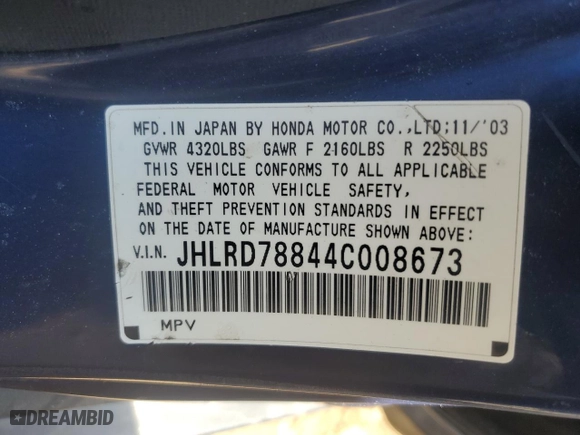 MFD.IN JAPAN BY HONDA MOTOR CO.,LTD;11/'03
GVWR 4320LBS GAWR F 2160LBS R 2250LBS
THIS VEHICLE CONFORMS TO ALL APPLICABLE
FEDERAL MOTOR VEHICLE SAFETY,
AND THEFT PREVENTION STANDARDS IN EFFECT
ON THE DATE OF MANUFACTURE SHOWN ABOVE:
V.I.N. JHLRD78844C008673
MPV
DREAMBID